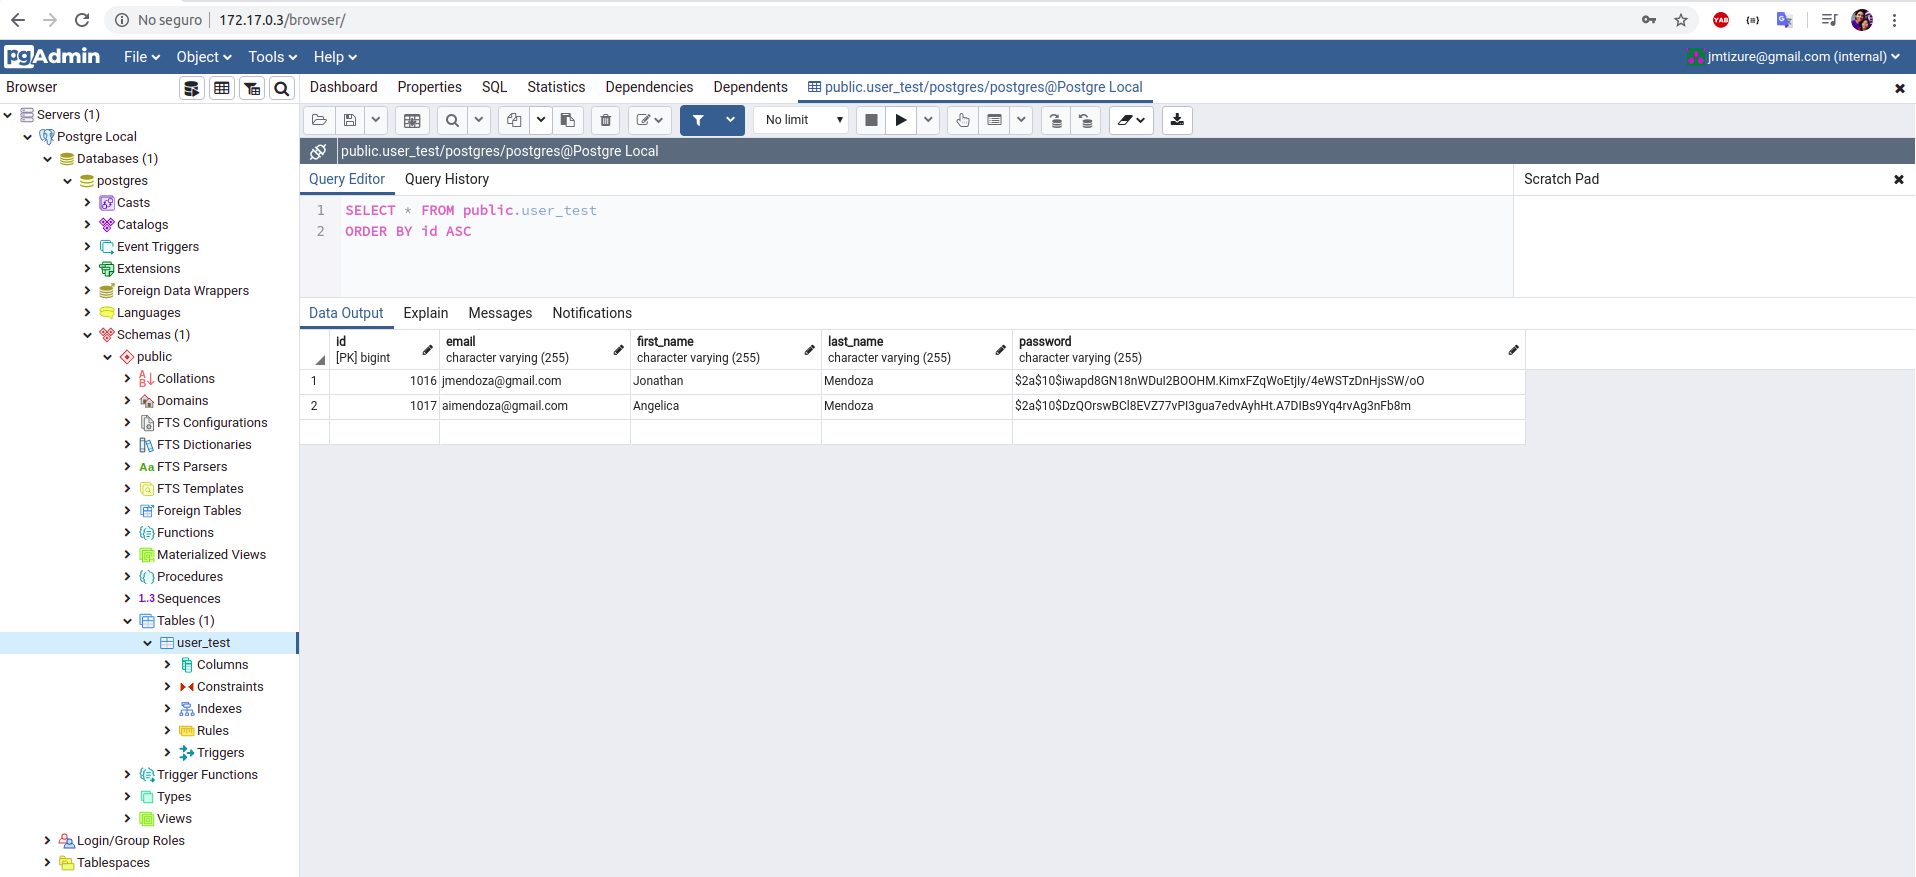 No seguro | 172.17.0.3/browser/
YAB
pgAdmin File Object Tools Help jmtizure@gmail.com (internal)
Browser
Dashboard Properties SQL Statistics Dependencies Dependents public.user_test/postgres/postgres@Postgre Local
No limit
public.user_test/postgres/postgres@Postgre Local
Query Editor Query History
Scratch Pad
1 SELECT * FROM public.user_test
2 ORDER BY id ASC
Data Output Explain Messages Notifications
id email first_name last_name password
[PK] bigint character varying (255) character varying (255) character varying (255) character varying (255)
1 1016 jmendoza@gmail.com Jonathan Mendoza $2a$10$iwapd8GN18nWDuI2BOOHM.KimxFZqWoEtjIy/4eWSTzDnHjsSW/oO
2 1017 aimendoza@gmail.com Angelica Mendoza $2a$10$DzQOrswBCl8EVZ77vPI3gua7edvAyhHt.A7DIBs9Yq4rvAg3nFb8m
Servers (1)
Postgre Local
Databases (1)
postgres
Casts
Catalogs
Event Triggers
Extensions
Foreign Data Wrappers
Languages
Schemas (1)
public
Collations
Domains
FTS Configurations
FTS Dictionaries
Aa FTS Parsers
FTS Templates
Foreign Tables
Functions
Materialized Views
Procedures
1..3 Sequences
Tables (1)
user_test
Columns
Constraints
Indexes
Rules
Triggers
Trigger Functions
Types
Views
Login/Group Roles
Tablespaces